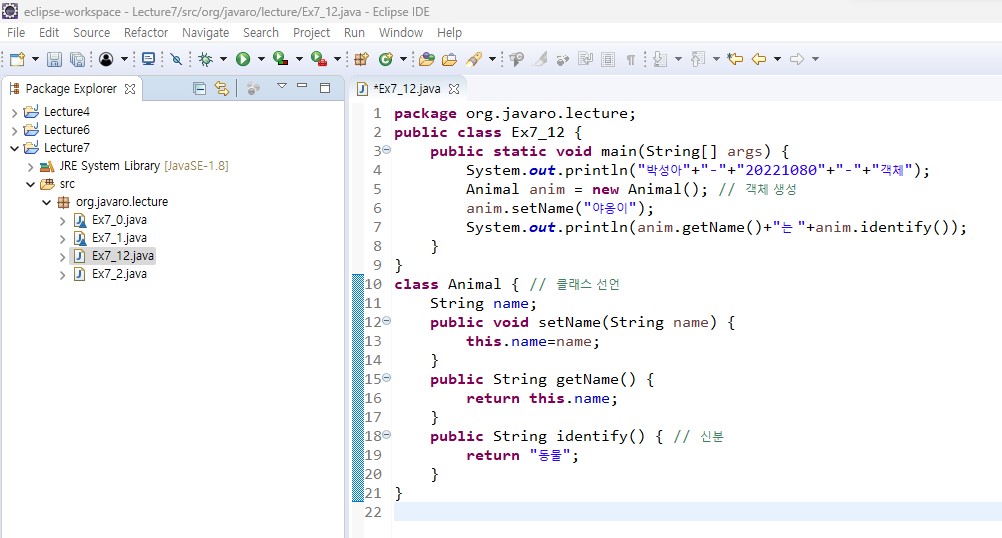 eclipse-workspace - Lecture7/src/org/javaro/lecture/Ex7_12.java - Eclipse IDE
File Edit Source Refactor Navigate Search Project Run Window Help
Package Explorer
Lecture4
Lecture6
Lecture7
JRE System Library [JavaSE-1.8]
src
org.javaro.lecture
Ex7_0.java
Ex7_1.java
Ex7_12.java
Ex7_2.java
*Ex7_12.java
1 package org.javaro.lecture;
2 public class Ex7_12 {
3 public static void main(String[] args) {
4 System.out.println("박성아"+"-"+"20221080"+"-"+"객체");
5 Animal anim = new Animal(); // 객체 생성
6 anim.setName("야옹이");
7 System.out.println(anim.getName()+"는 "+anim.identify());
8 }
9 }
10 class Animal { // 클래스 선언
11 String name;
12 public void setName(String name) {
13 this.name=name;
14 }
15 public String getName() {
16 return this.name;
17 }
18 public String identify() { // 신분
19 return "동물";
20 }
21 }
22